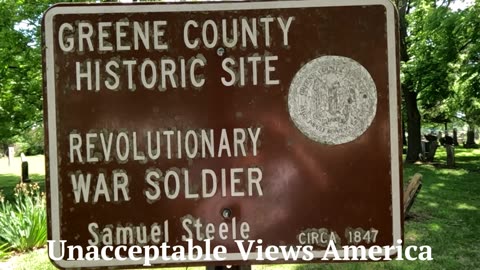 GREENE COUNTY
HISTORIC SITE
REVOLUTIONARY
WAR SOLDIER
Samuel Steele
CIRCA 1847
Unacceptable Views America